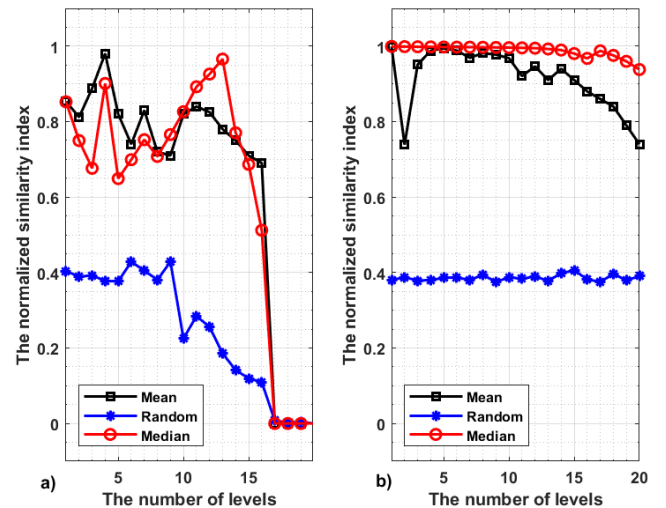 The normalized similarity index
1
0.8
0.6
0.4
0.2
0
Mean
Random
Median
5
10
15
a)
The number of levels
The normalized similarity index
1
0.8
0.6
0.4
0.2
0
Mean
Random
Median
5
10
15
20
b)
The number of levels